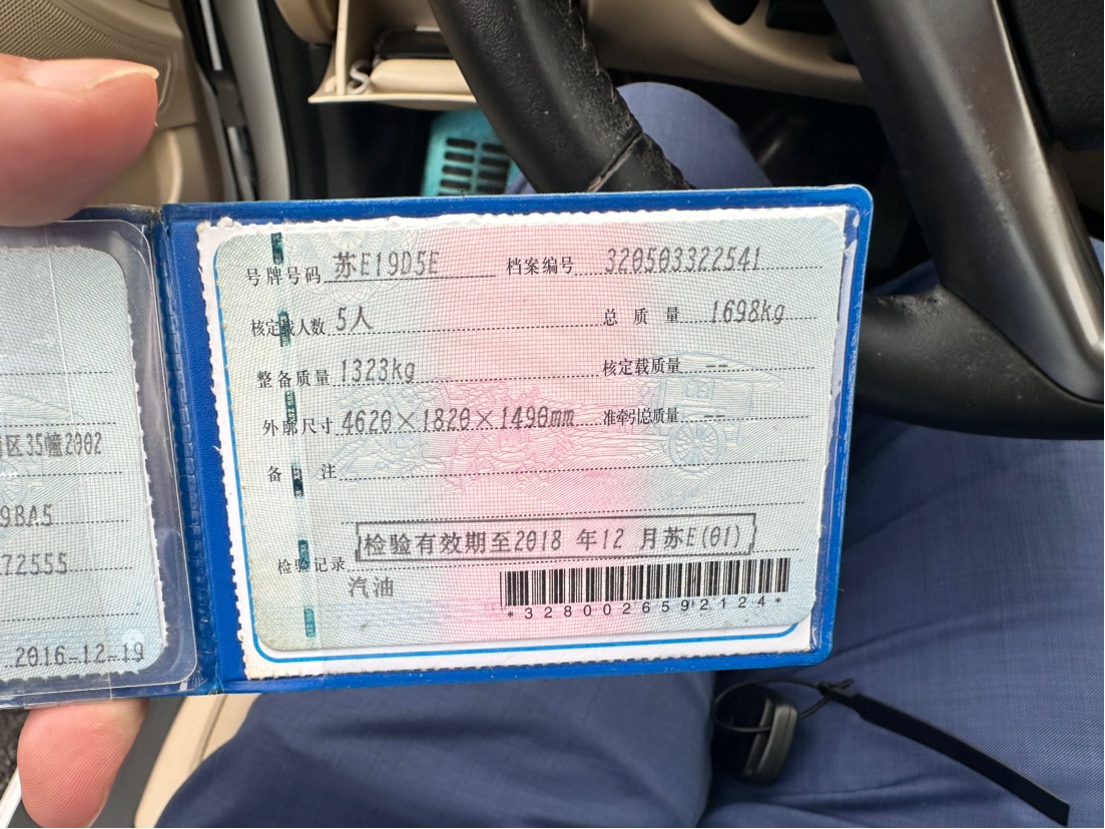 号牌号码 苏E19D5E 档案编号 320503322541
核定载人数 5人 总质量 1698kg
整备质量 1323kg 核定载质量 --
外廓尺寸 4620×1820×1490mm 准牵引总质量 --
备注
检验有效期至2018年12月苏E(01)
检验记录
汽油
*3280026592124*
区35幢2002
9BA5
72555
2016-12-19